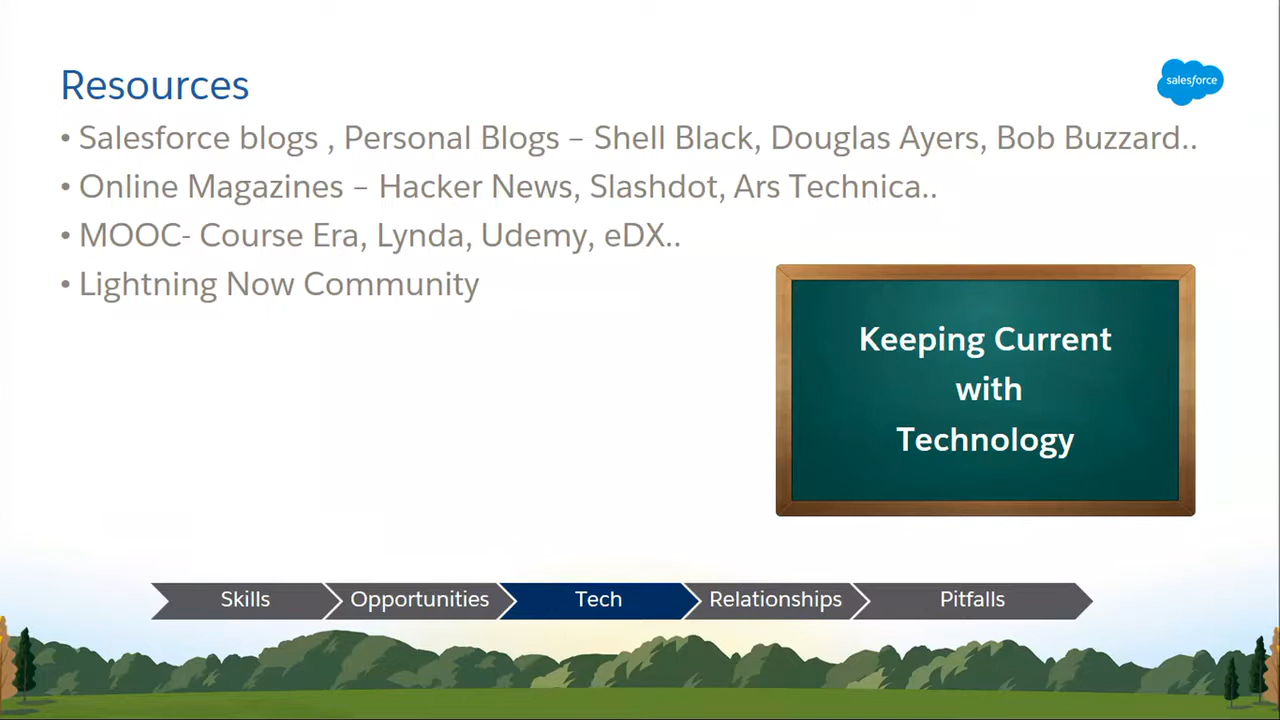 Resources
salesforce
• Salesforce blogs , Personal Blogs – Shell Black, Douglas Ayers, Bob Buzzard..
• Online Magazines – Hacker News, Slashdot, Ars Technica..
• MOOC- Course Era, Lynda, Udemy, eDX..
• Lightning Now Community
Keeping Current
with
Technology
Skills Opportunities Tech Relationships Pitfalls